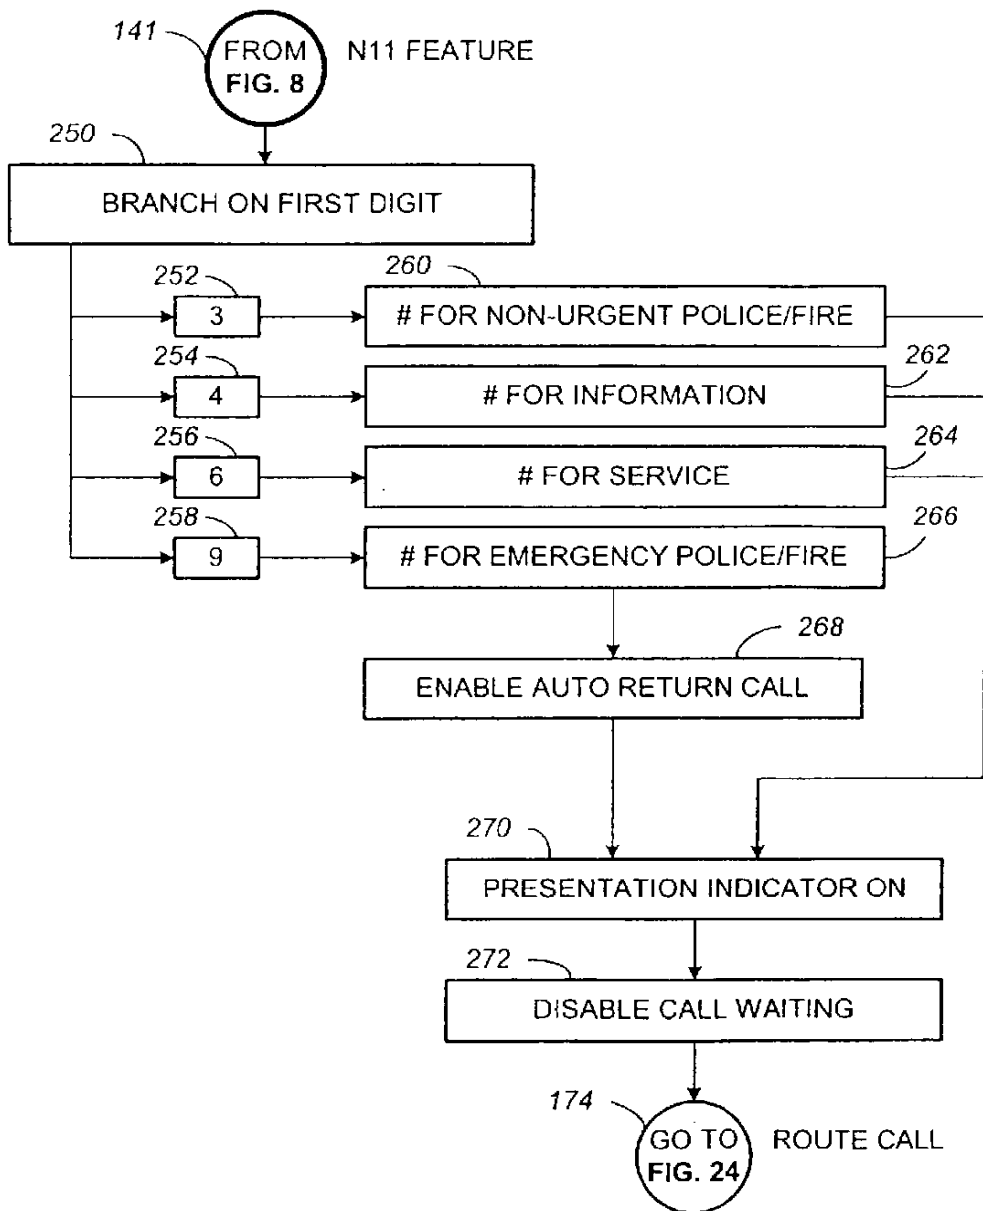 141
FROM
FIG. 8
N11 FEATURE
250
BRANCH ON FIRST DIGIT
252
3
260
# FOR NON-URGENT POLICE/FIRE
254
4
# FOR INFORMATION
262
256
6
# FOR SERVICE
264
258
9
# FOR EMERGENCY POLICE/FIRE
266
268
ENABLE AUTO RETURN CALL
270
PRESENTATION INDICATOR ON
272
DISABLE CALL WAITING
174
GO TO
FIG. 24
ROUTE CALL